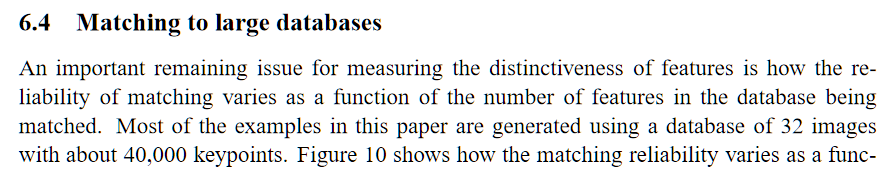 6.4 Matching to large databases
An important remaining issue for measuring the distinctiveness of features is how the re-
liability of matching varies as a function of the number of features in the database being
matched. Most of the examples in this paper are generated using a database of 32 images
with about 40,000 keypoints. Figure 10 shows how the matching reliability varies as a func-